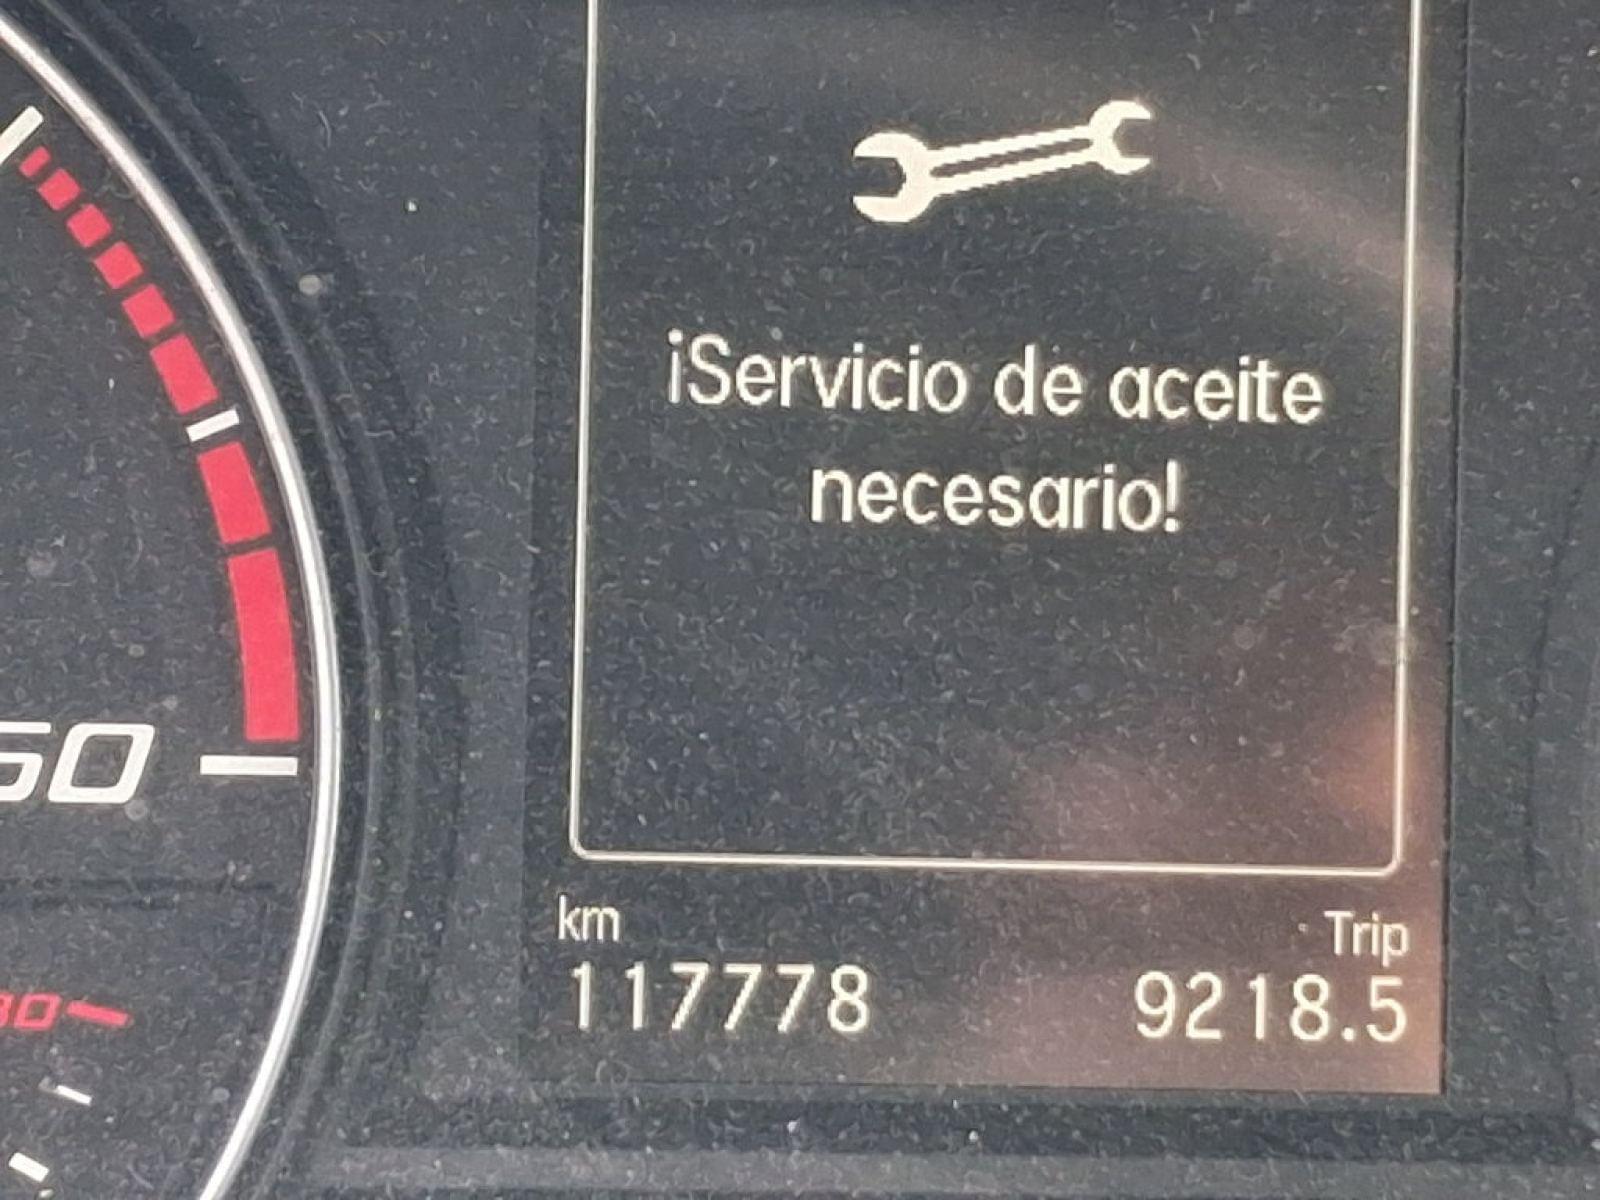 ¡Servicio de aceite
necesario!
km
Trip
117778
9218.5